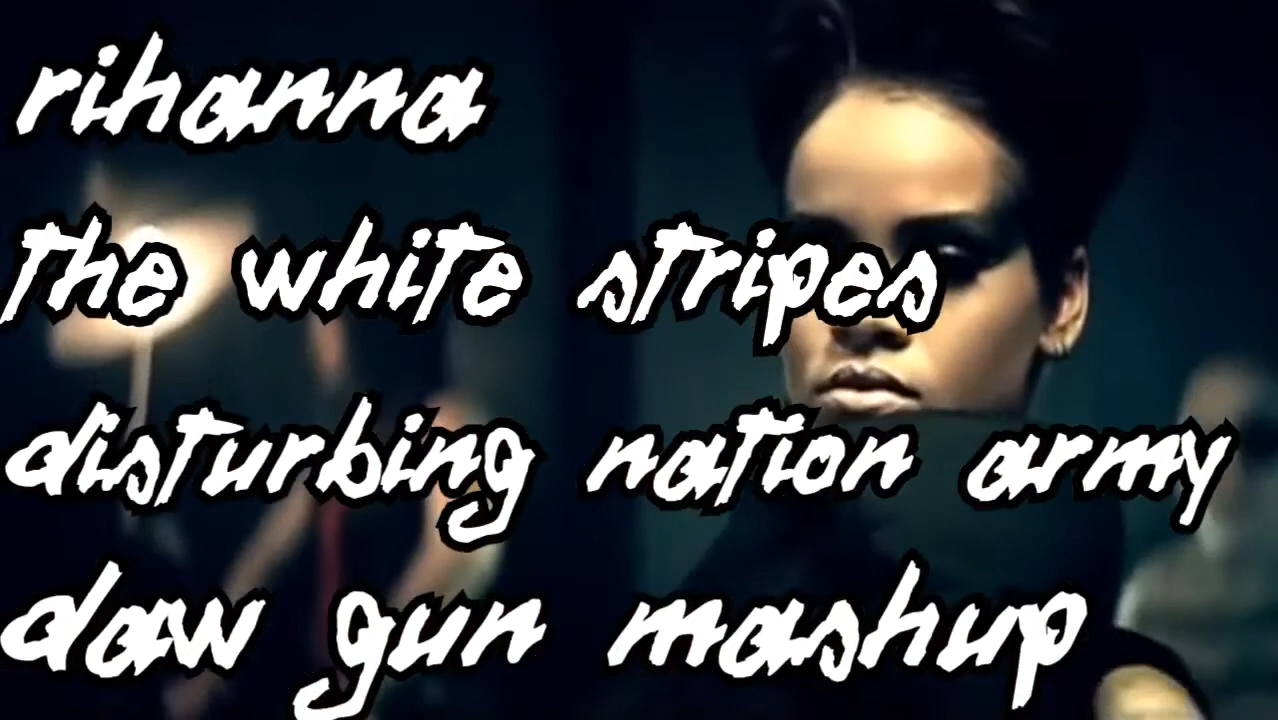 rihanna
the white stripes
disturbing nation army
daw gun mashup